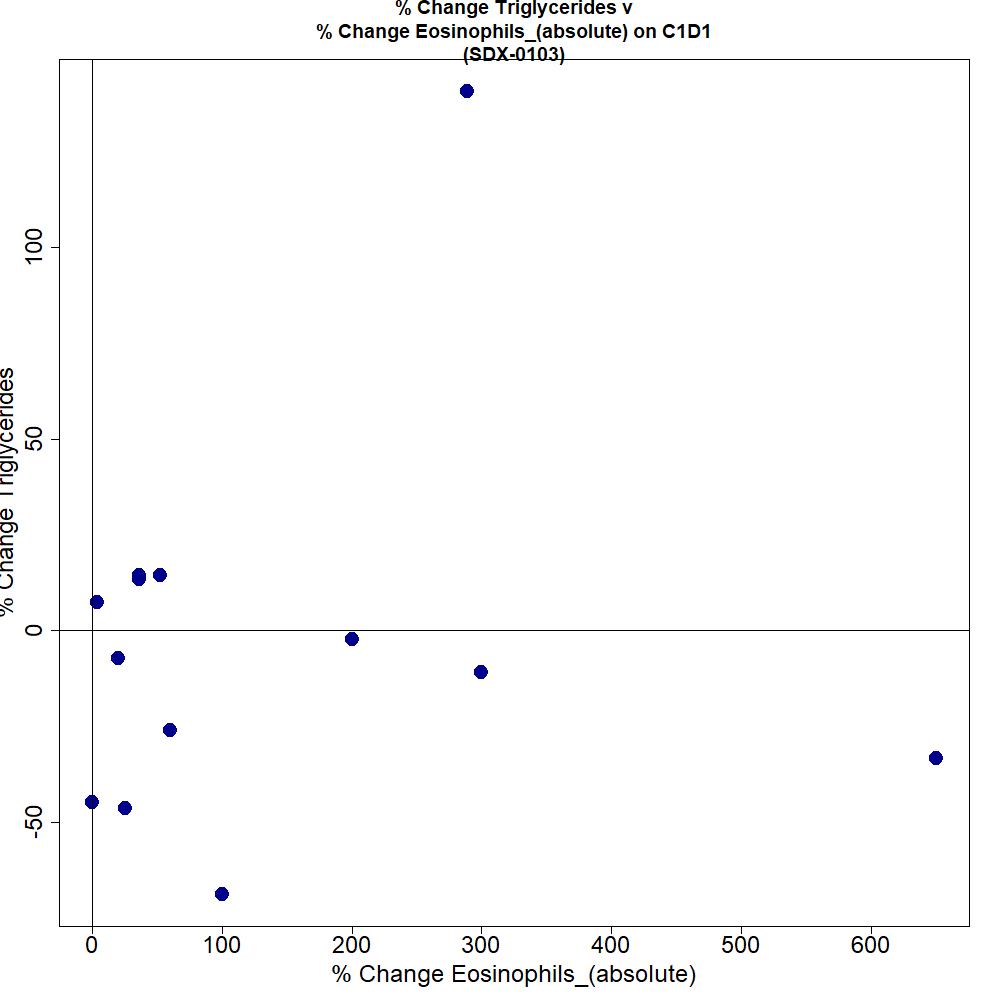 % Change Triglycerides v
% Change Eosinophils_(absolute) on C1D1
(SDX-0103)
% Change Triglycerides
100
50
0
-50
0 100 200 300 400 500 600
% Change Eosinophils_(absolute)